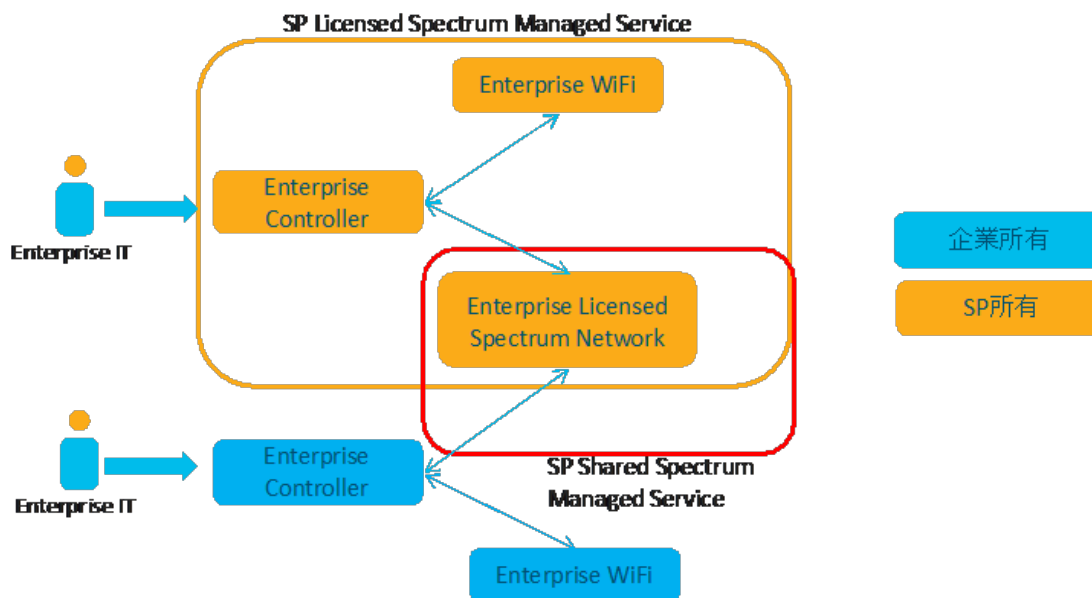 SP Licensed Spectrum Managed Service
Enterprise WiFi
Enterprise
Controller
Enterprise IT
企業所有
SP所有
Enterprise Licensed
Spectrum Network
Enterprise
Controller
Enterprise IT
SP Shared Spectrum
Managed Service
Enterprise WiFi